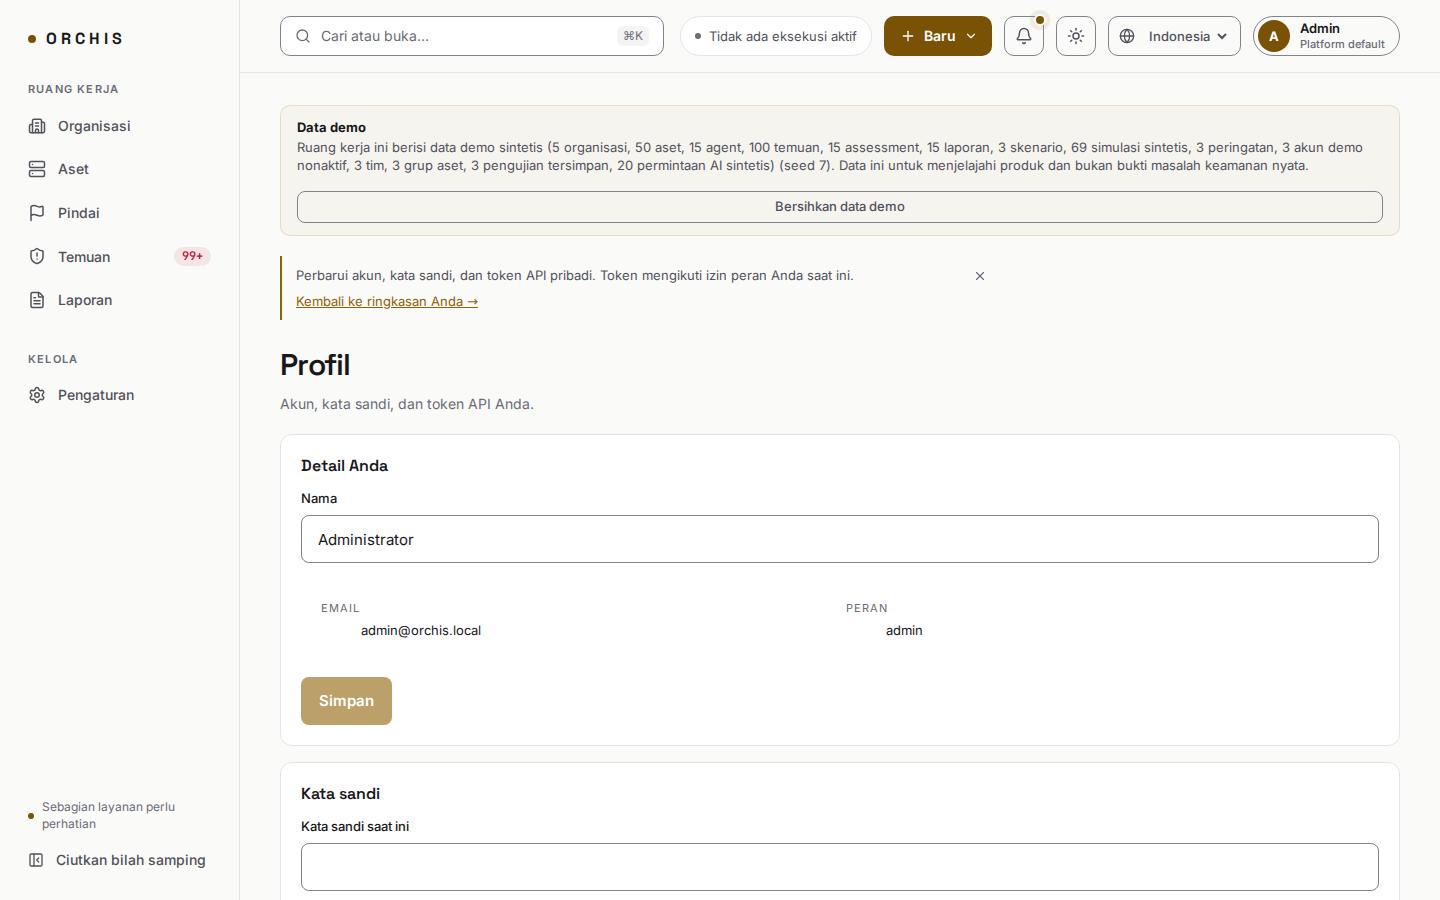 ORCHIS
RUANG KERJA
Organisasi
Aset
Pindai
Temuan
99+
Laporan
KELOLA
Pengaturan
Sebagian layanan perlu
perhatian
Ciutkan bilah samping
Cari atau buka...
⌘K
Tidak ada eksekusi aktif
Baru
Indonesia
A
Admin
Platform default
Data demo
Ruang kerja ini berisi data demo sintetis (5 organisasi, 50 aset, 15 agent, 100 temuan, 15 assessment, 15 laporan, 3 skenario, 69 simulasi sintetis, 3 peringatan, 3 akun demo
nonaktif, 3 tim, 3 grup aset, 3 pengujian tersimpan, 20 permintaan AI sintetis) (seed 7). Data ini untuk menjelajahi produk dan bukan bukti masalah keamanan nyata.
Bersihkan data demo
Perbarui akun, kata sandi, dan token API pribadi. Token mengikuti izin peran Anda saat ini.
Kembali ke ringkasan Anda →
Profil
Akun, kata sandi, dan token API Anda.
Detail Anda
Nama
Administrator
EMAIL
admin@orchis.local
PERAN
admin
Simpan
Kata sandi
Kata sandi saat ini